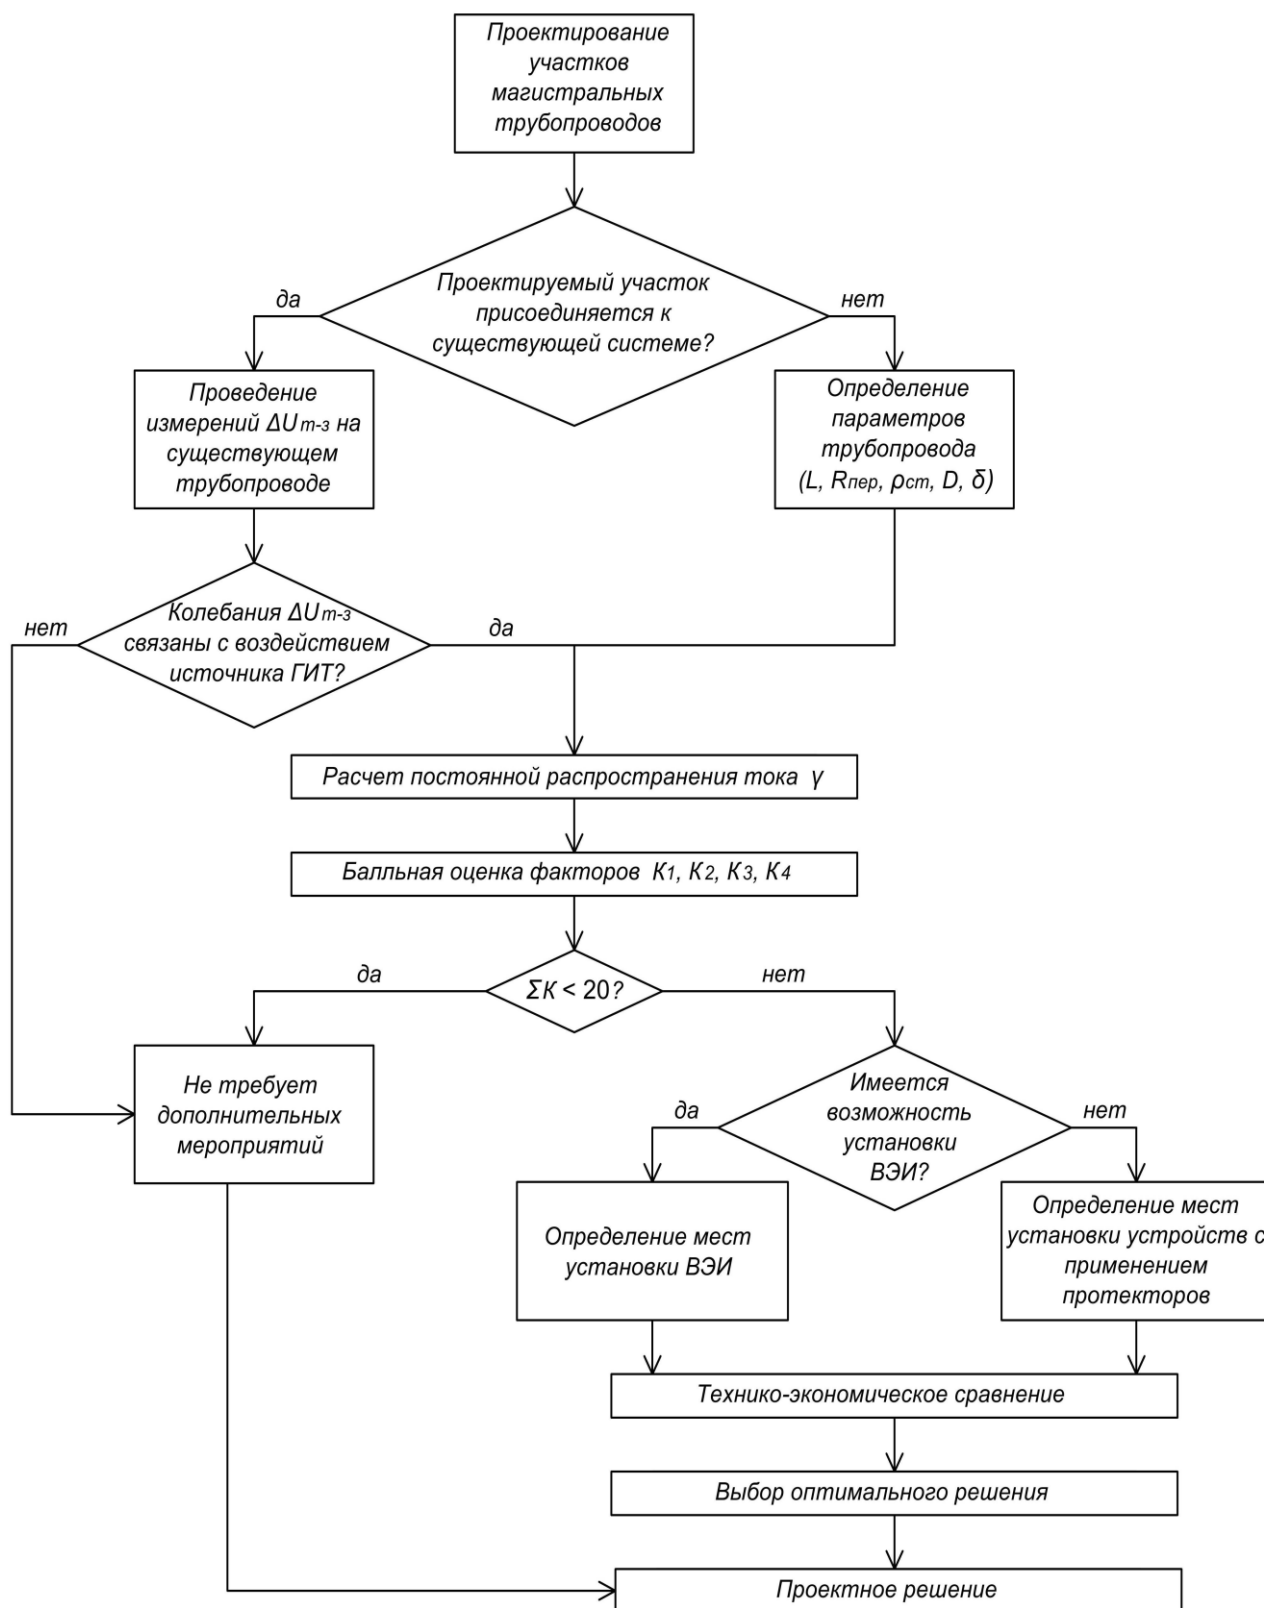 Проектирование
участков
магистральных
трубопроводов
Проектируемый участок
присоединяется к
существующей системе?
да
нет
Проведение
измерений ΔUт-з на
существующем
трубопроводе
Определение
параметров
трубопровода
(L, Rпер, ρст, D, δ)
Колебания ΔUт-з
связаны с воздействием
источника ГИТ?
нет
да
Расчет постоянной распространения тока γ
Балльная оценка факторов К1, К2, К3, К4
ΣК < 20?
да
нет
Не требует
дополнительных
мероприятий
Имеется
возможность
установки
ВЭИ?
да
нет
Определение мест
установки ВЭИ
Определение мест
установки устройств с
применением
протекторов
Технико-экономическое сравнение
Выбор оптимального решения
Проектное решение